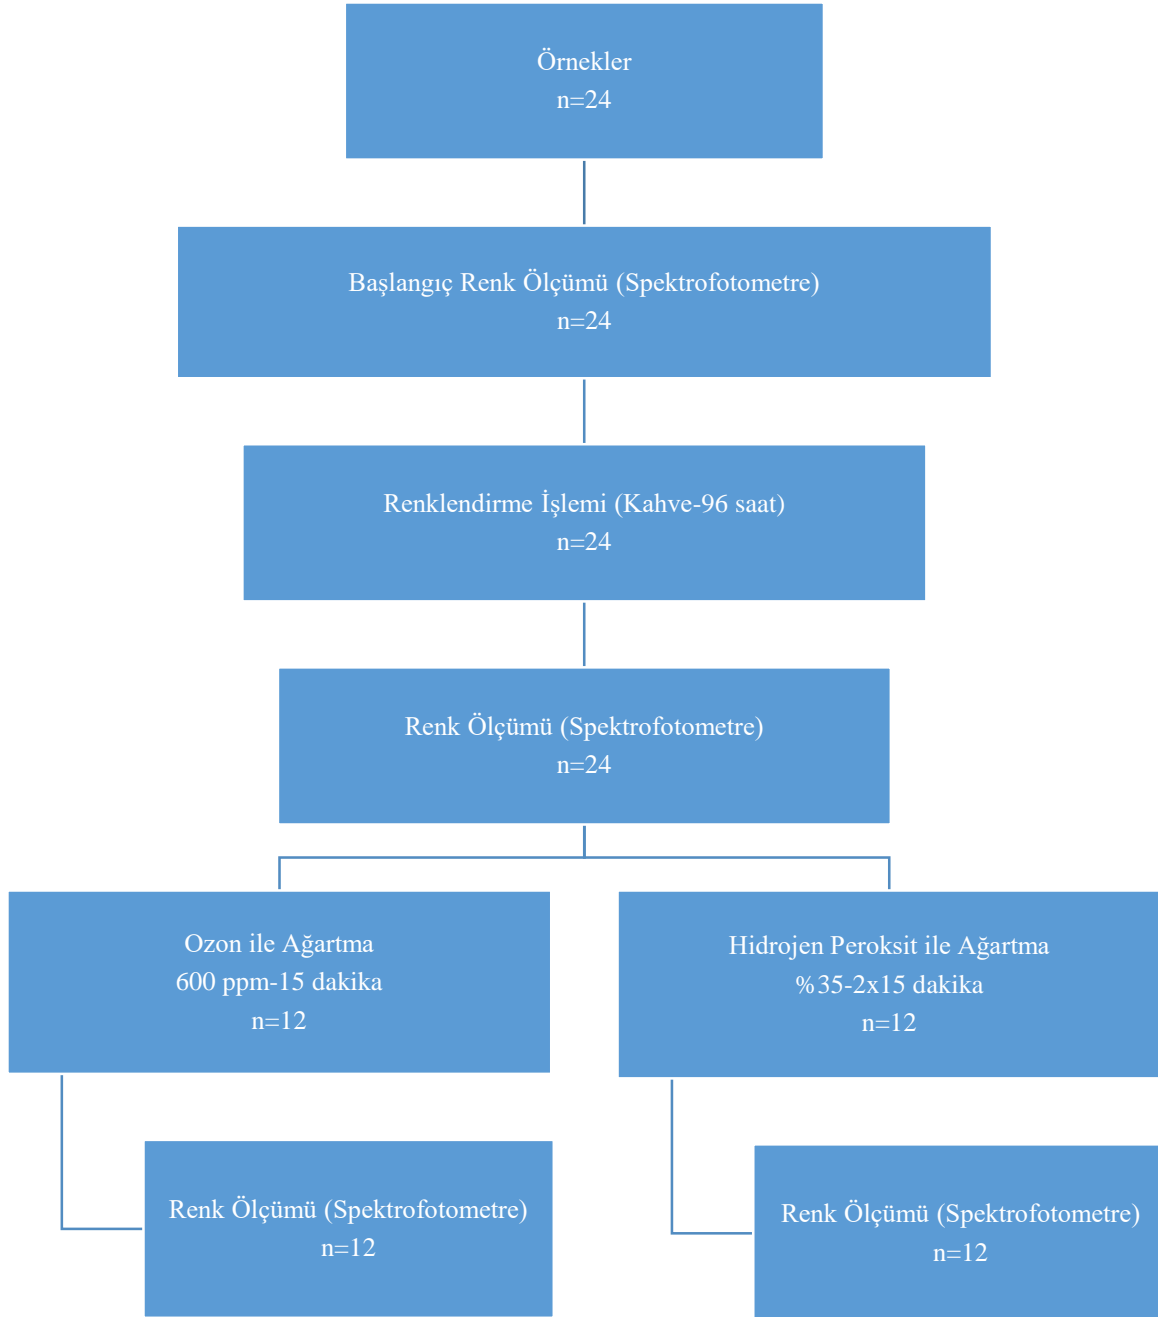 Örnekler
n=24
Başlangıç Renk Ölçümü (Spektrofotometre)
n=24
Renklendirme İşlemi (Kahve-96 saat)
n=24
Renk Ölçümü (Spektrofotometre)
n=24
Ozon ile Ağartma
600 ppm-15 dakika
n=12
Hidrojen Peroksit ile Ağartma
%35-2x15 dakika
n=12
Renk Ölçümü (Spektrofotometre)
n=12
Renk Ölçümü (Spektrofotometre)
n=12